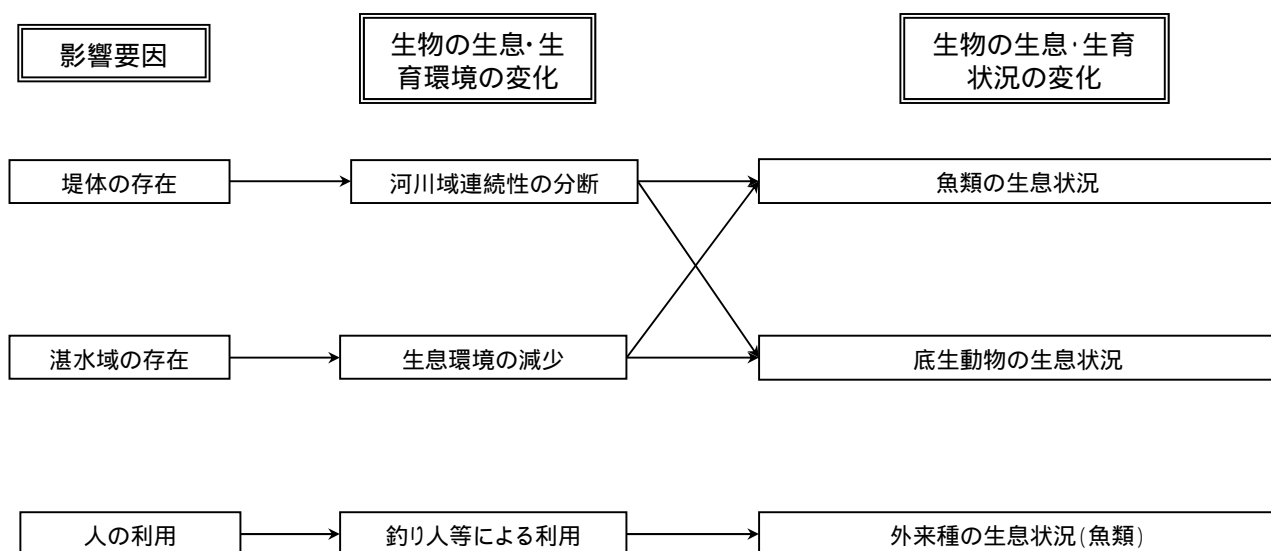 影響要因
生物の生息・生
育環境の変化
生物の生息・生育
状況の変化
堤体の存在
河川域連続性の分断
魚類の生息状況
湛水域の存在
生息環境の減少
底生動物の生息状況
人の利用
釣り人等による利用
外来種の生息状況(魚類)